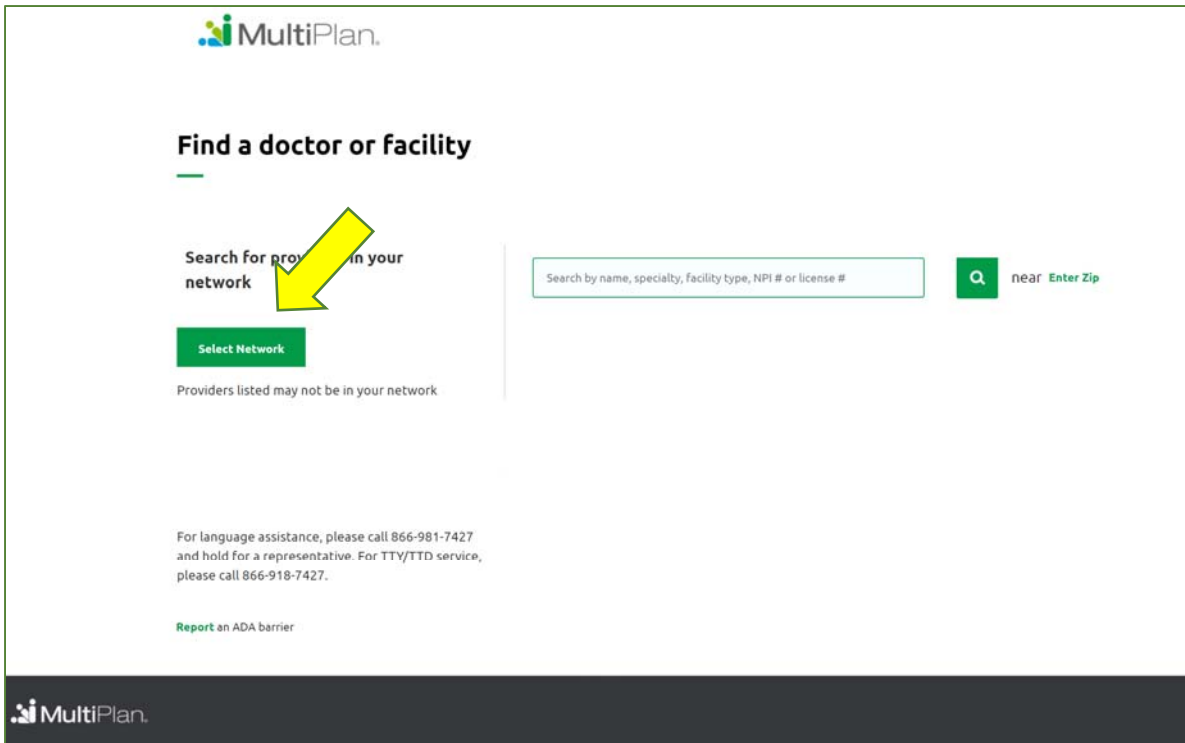 MultiPlan.
Find a doctor or facility
Search for in your
network
Select Network
Providers listed may not be in your network
Search by name, specialty, facility type, NPI # or license #
near Enter Zip
For language assistance, please call 866-981-7427
and hold for a representative. For TTY/TTD service,
please call 866-918-7427.
Report an ADA barrier
MultiPlan.